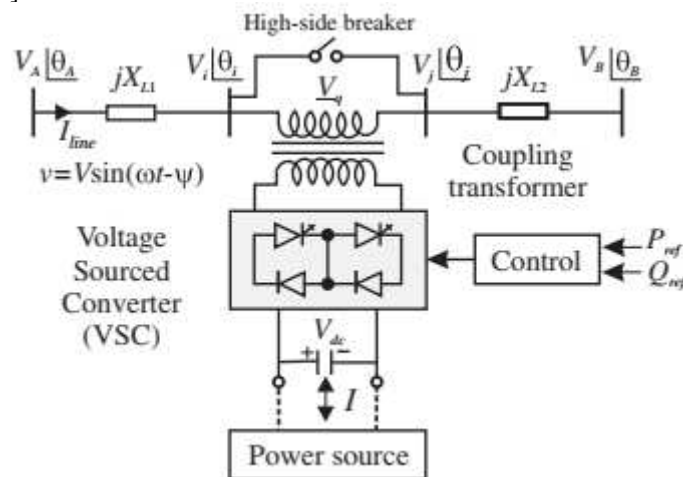 ]
High-side breaker
V_A|θ_A
jX_L1
V_i|θ_i
V_q
V_j|θ_j
jX_L2
V_B|θ_B
I_line
v=Vsin(ωt-ψ)
Coupling
transformer
Voltage
Sourced
Converter
(VSC)
Control
P_ref
Q_ref
V_dc
+ −
I
Power source